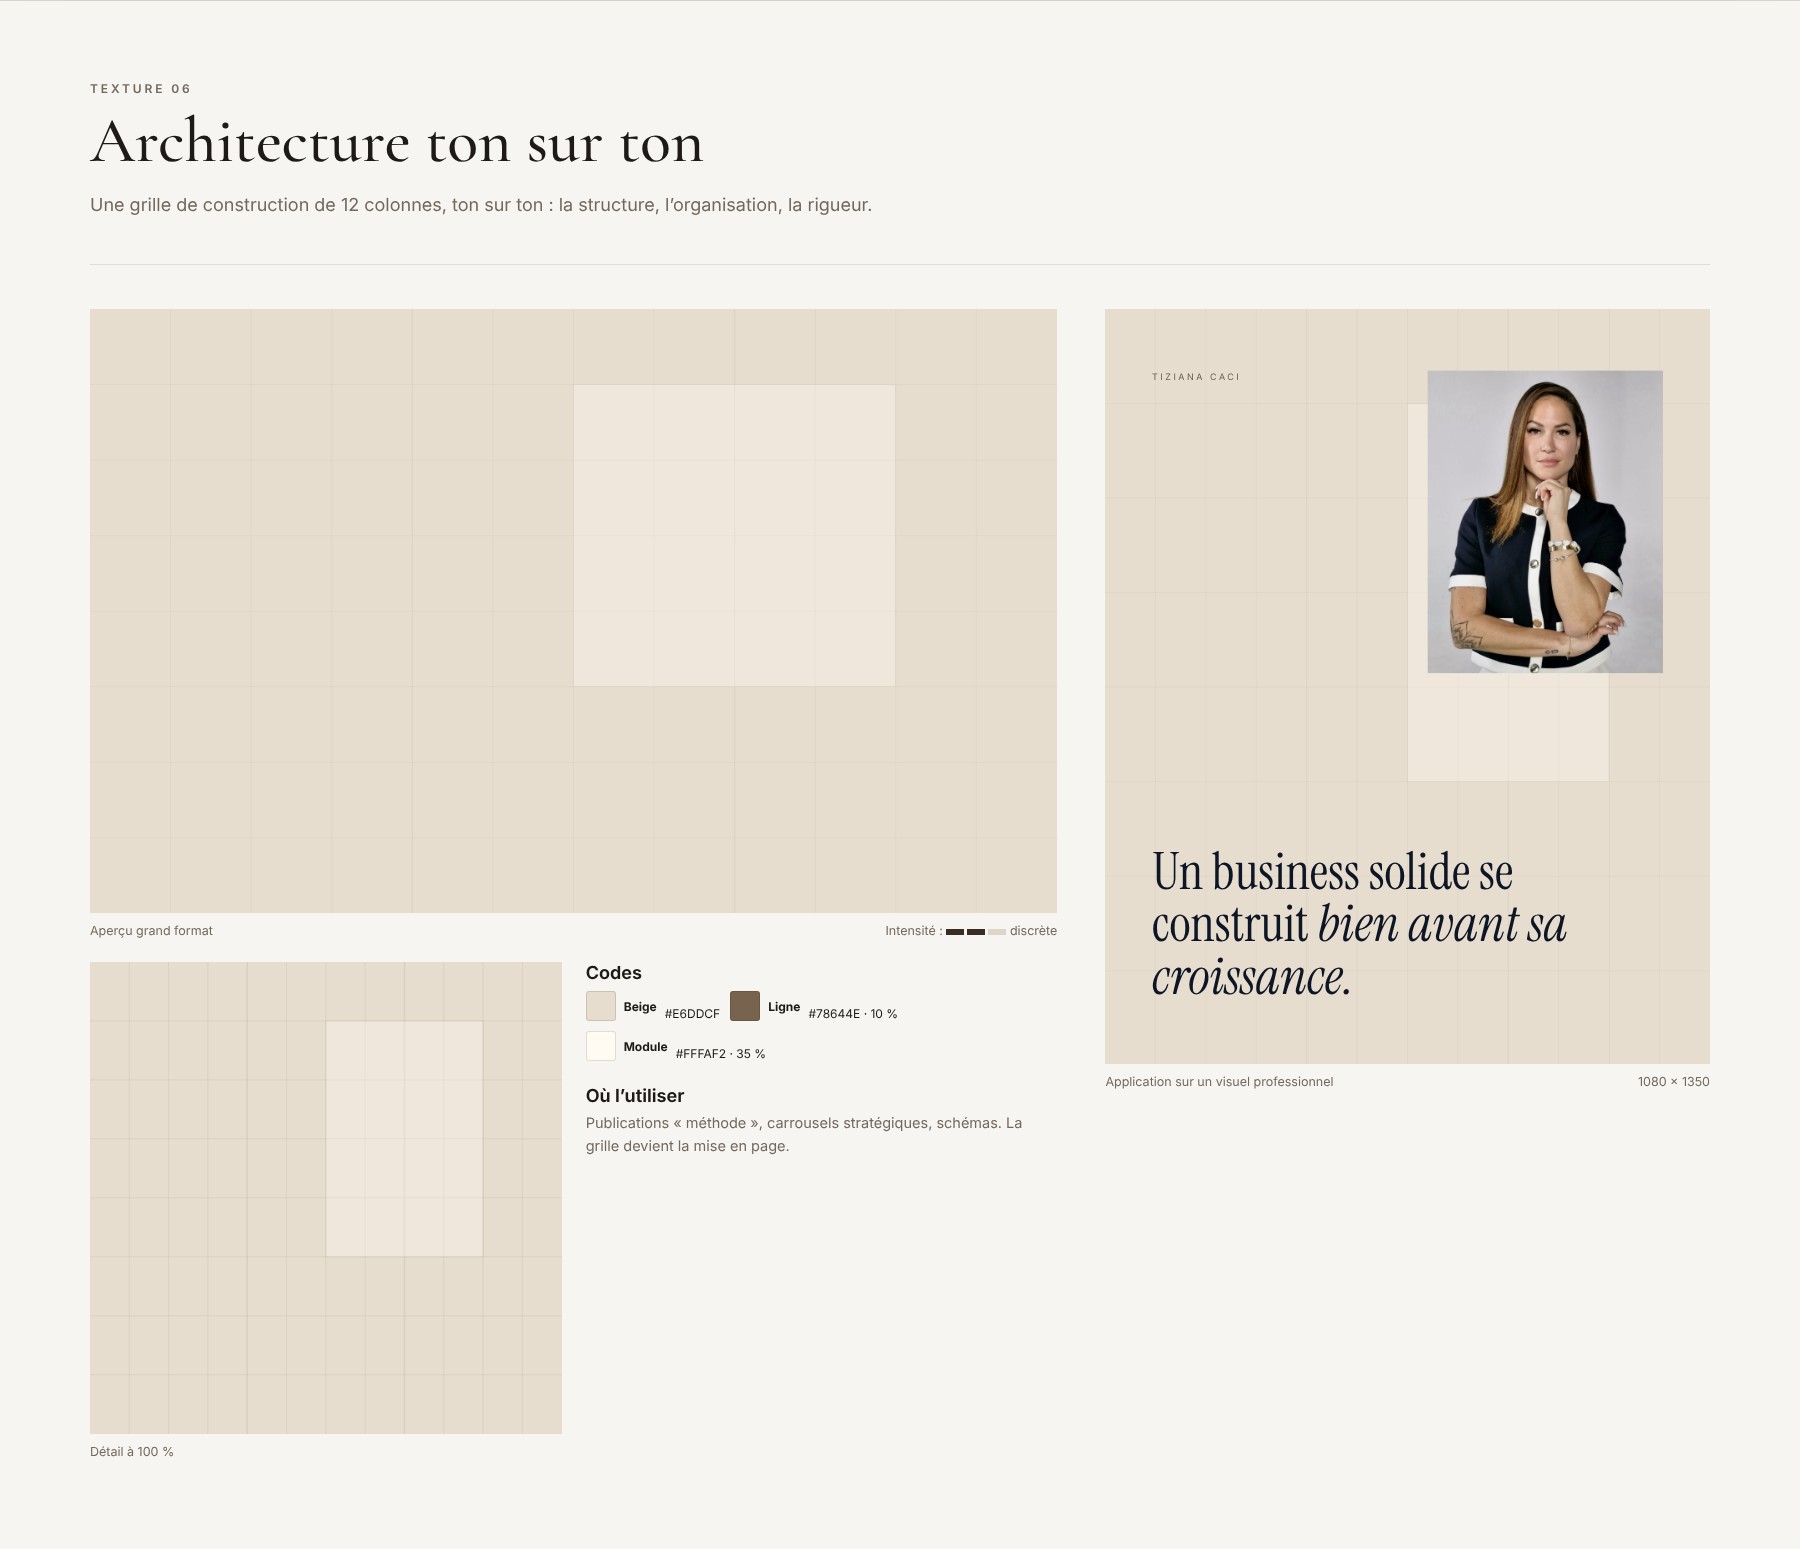 TEXTURE 06
Architecture ton sur ton
Une grille de construction de 12 colonnes, ton sur ton : la structure, l’organisation, la rigueur.
TIZIANA CACI
Un business solide se
construit bien avant sa
croissance.
Aperçu grand format
Intensité : discrète
Codes
Beige #E6DDCF Ligne #78644E · 10 %
Module #FFFAF2 · 35 %
Où l’utiliser
Publications « méthode », carrousels stratégiques, schémas. La
grille devient la mise en page.
Application sur un visuel professionnel
1080 × 1350
Détail à 100 %